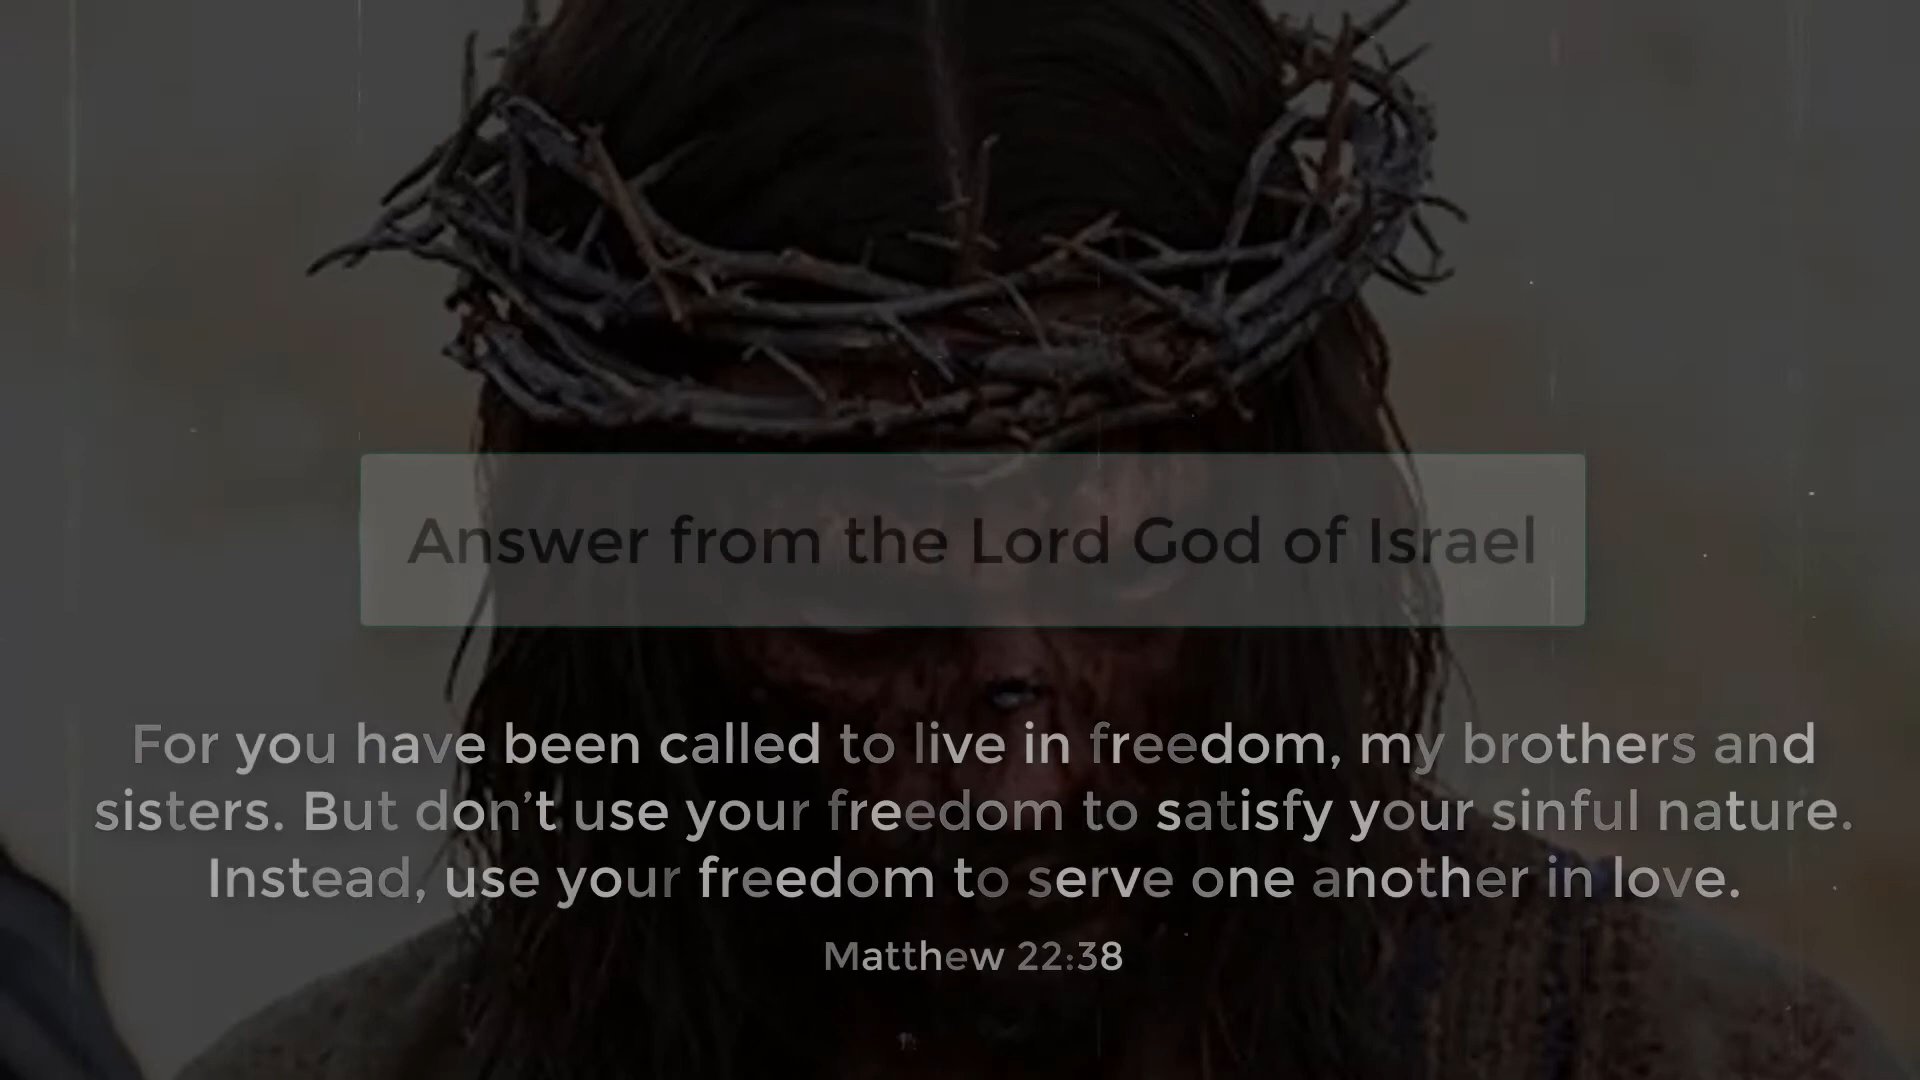 Answer from the Lord God of Israel
For you have been called to live in freedom, my brothers and
sisters. But don’t use your freedom to satisfy your sinful nature.
Instead, use your freedom to serve one another in love.
Matthew 22:38